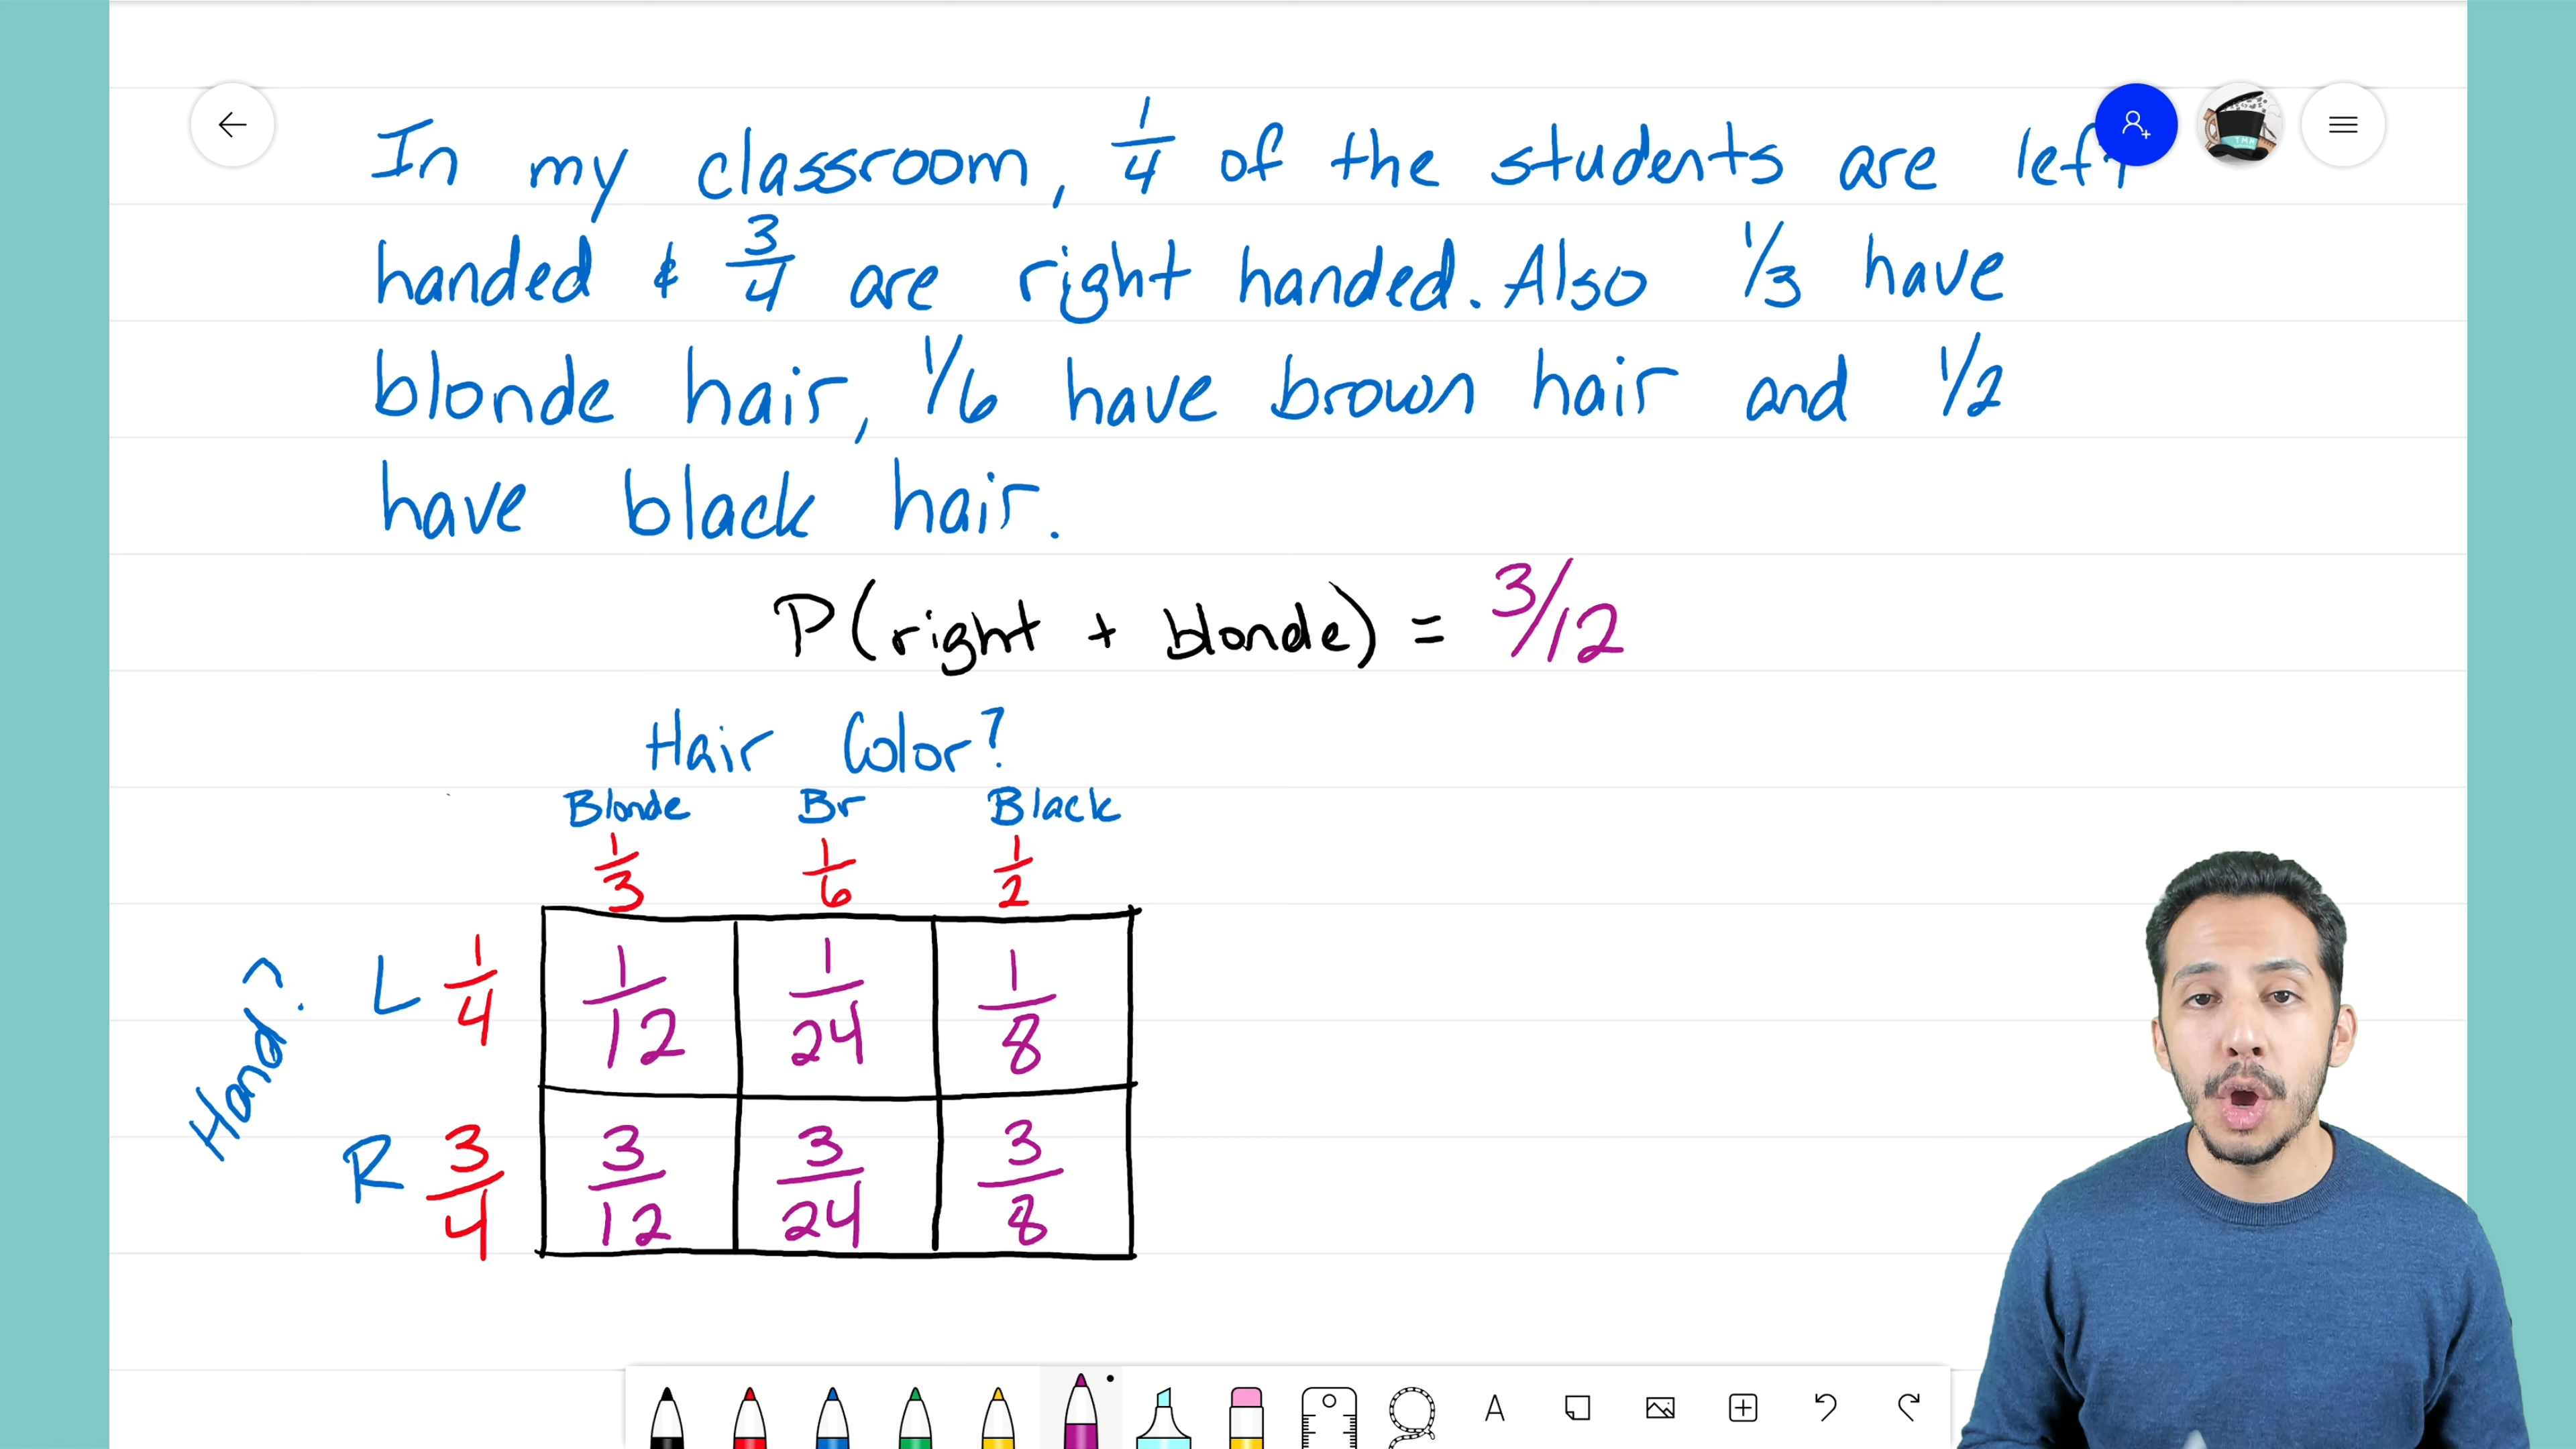 In my classroom, 1/4 of the students are left
handed & 3/4 are right handed. Also 1/3 have
blonde hair, 1/6 have brown hair and 1/2
have black hair.
P(right + blonde) = 3/12
Hair Color?
Blonde Br Black
1/3 1/6 1/2
Hand?
L 1/4 1/12 1/24 1/8
R 3/4 3/12 3/24 3/8
TMH
A